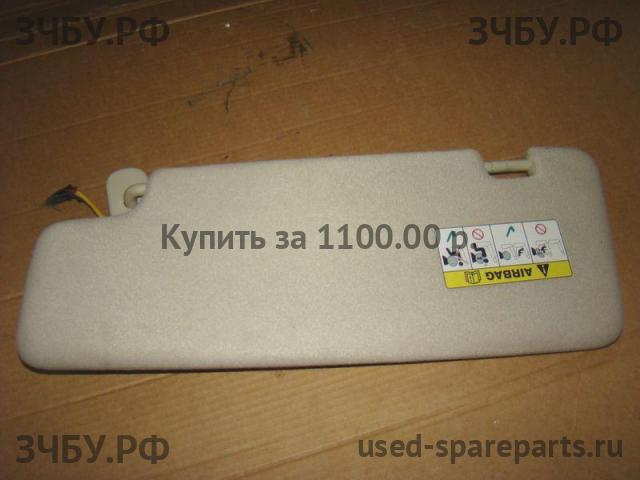 ЗЧБУ.РФ ЗЧБУ.РФ
Купить за 1100.00 р.
AIRBAG
ЗЧБУ.РФ used-spareparts.ru